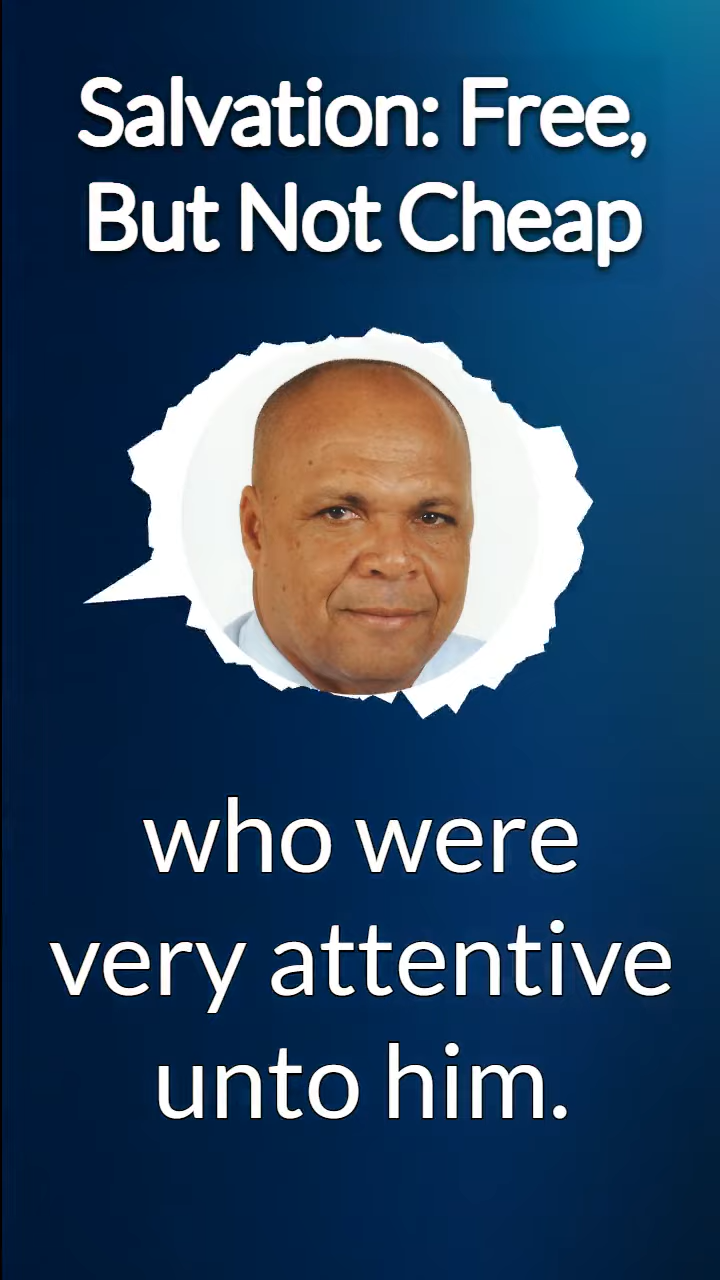 Salvation: Free,
But Not Cheap
who were
very attentive
unto him.